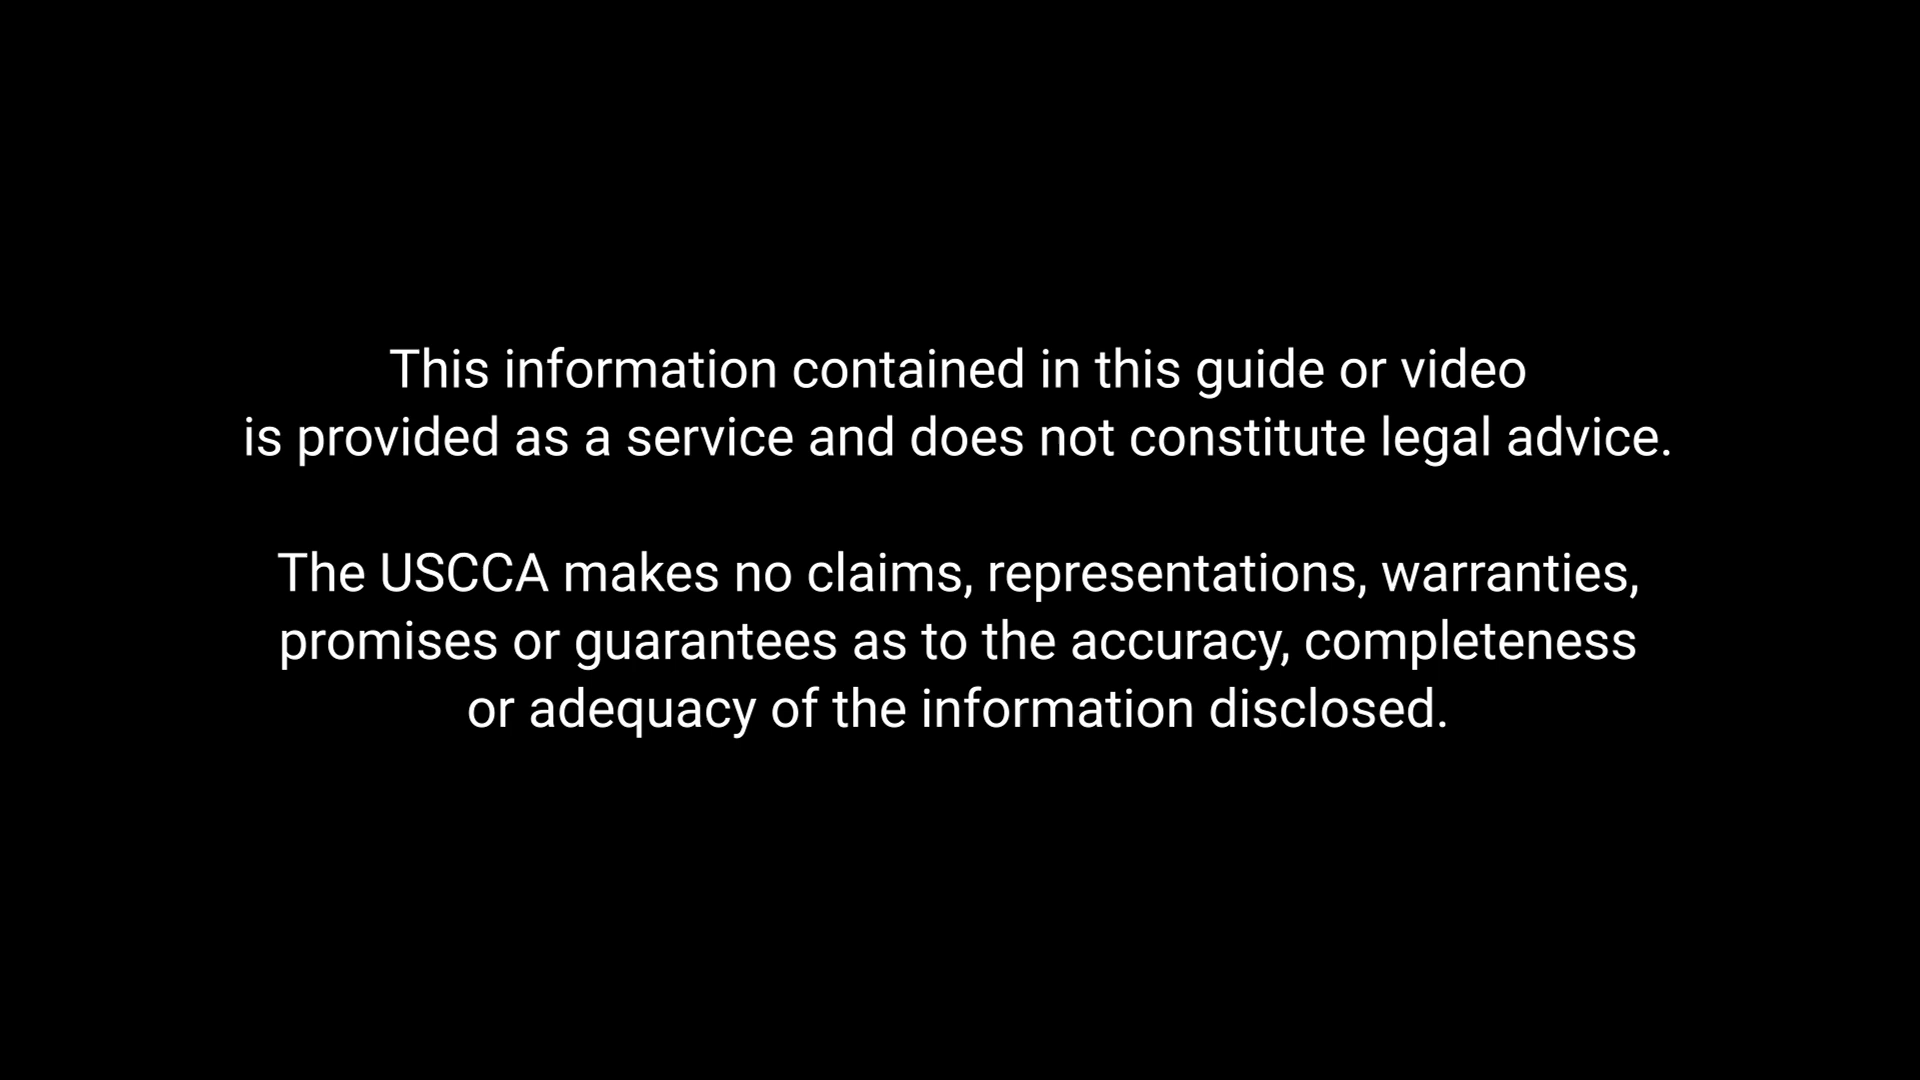 This information contained in this guide or video
is provided as a service and does not constitute legal advice.
The USCCA makes no claims, representations, warranties,
promises or guarantees as to the accuracy, completeness
or adequacy of the information disclosed.